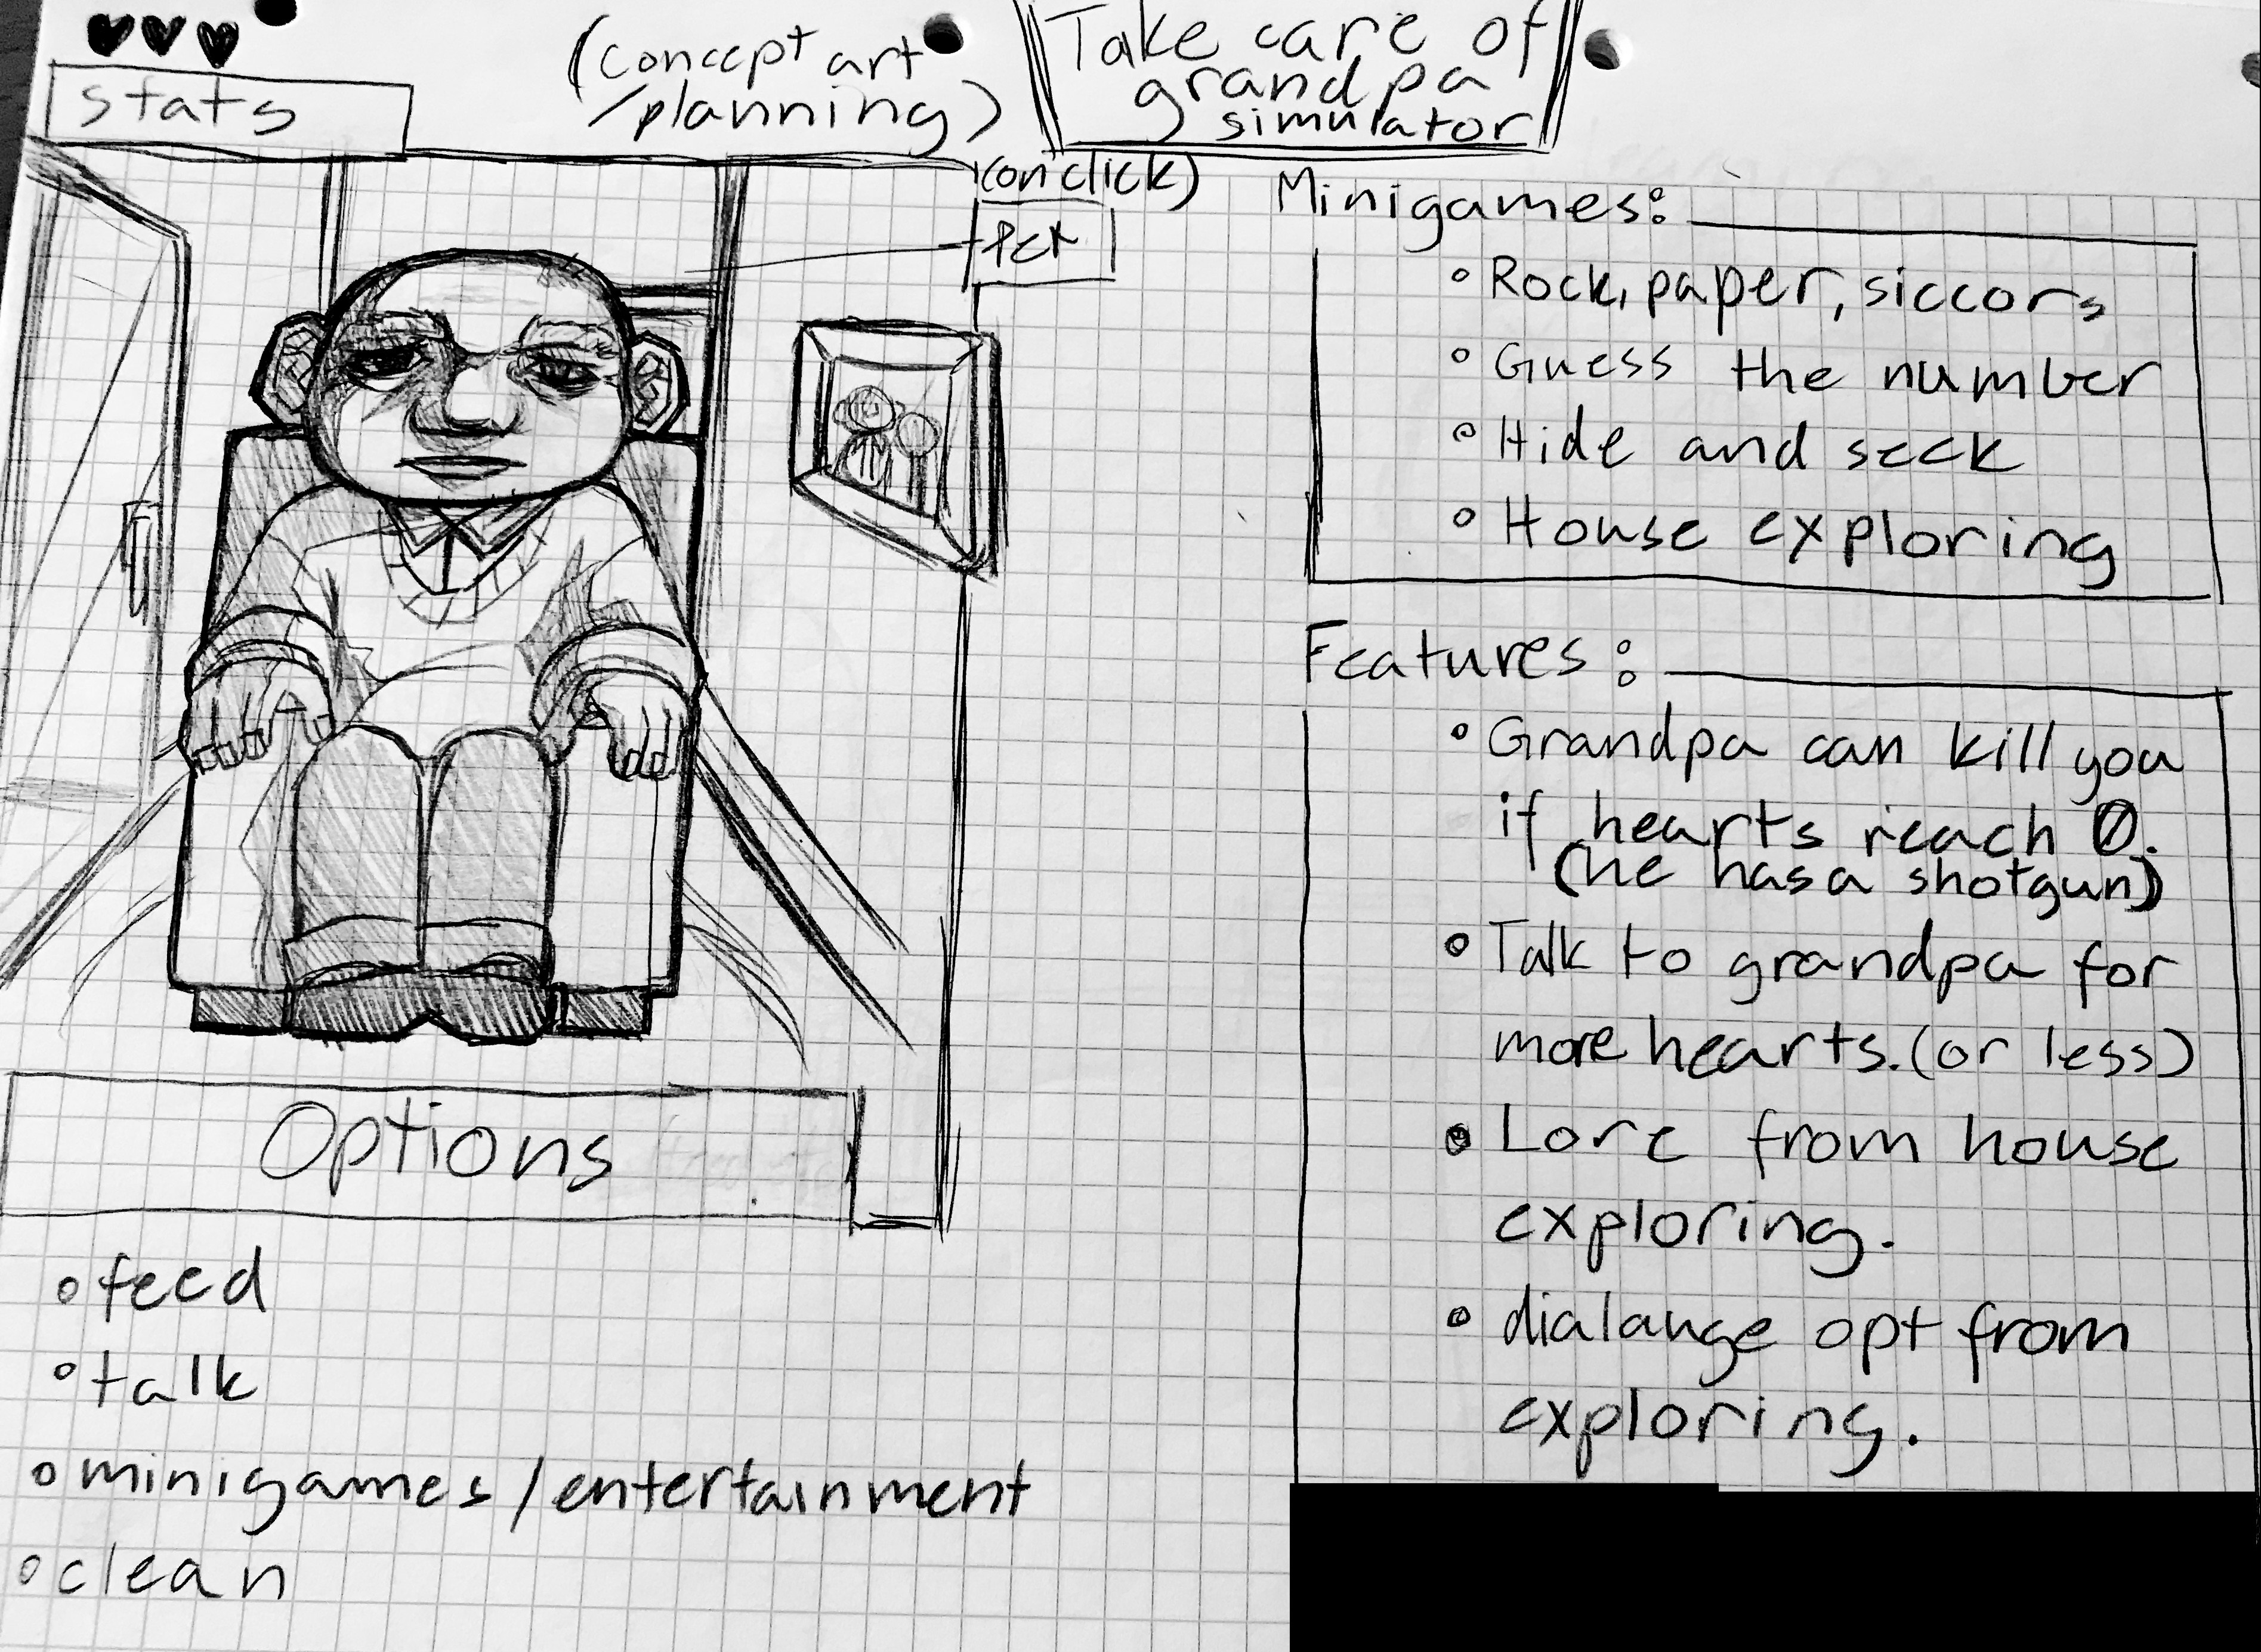 stats
(concept art
/planning)
Take care of
grandpa
simulator
(on click)
Pet
Options
feed
talk
minigames/entertainment
clean
Minigames:
Rock, paper, siccors
Guess the number
Hide and seek
House exploring
Features:
Grandpa can kill you
if hearts reach 0.
(he has a shotgun)
Talk to grandpa for
more hearts. (or less)
Lore from house
exploring.
dialauge opt from
exploring.